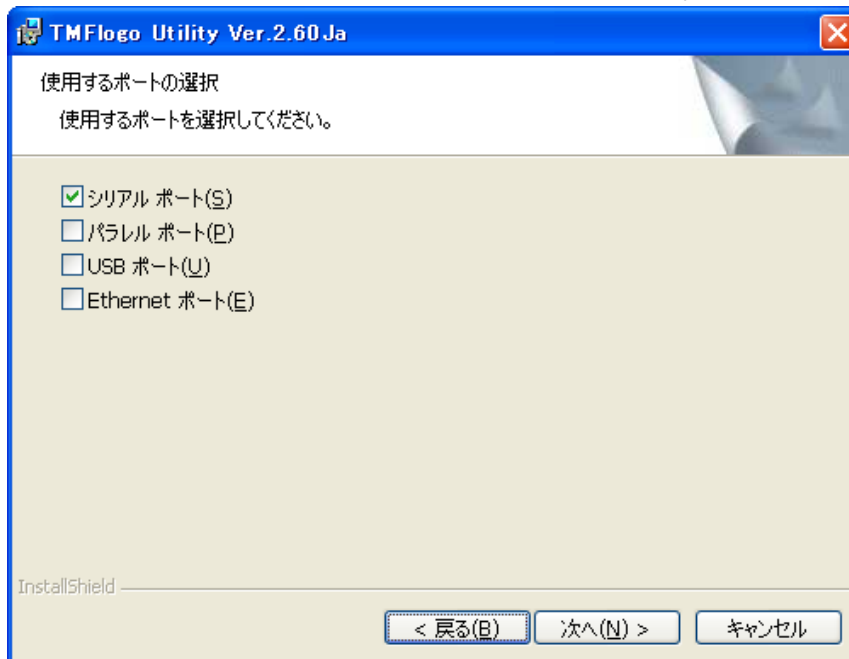 TMFlogo Utility Ver.2.60Ja
使用するポートの選択
使用するポートを選択してください。
シリアル ポート(S)
パラレル ポート(P)
USB ポート(U)
Ethernet ポート(E)
InstallShield
< 戻る(B) 次へ(N) > キャンセル